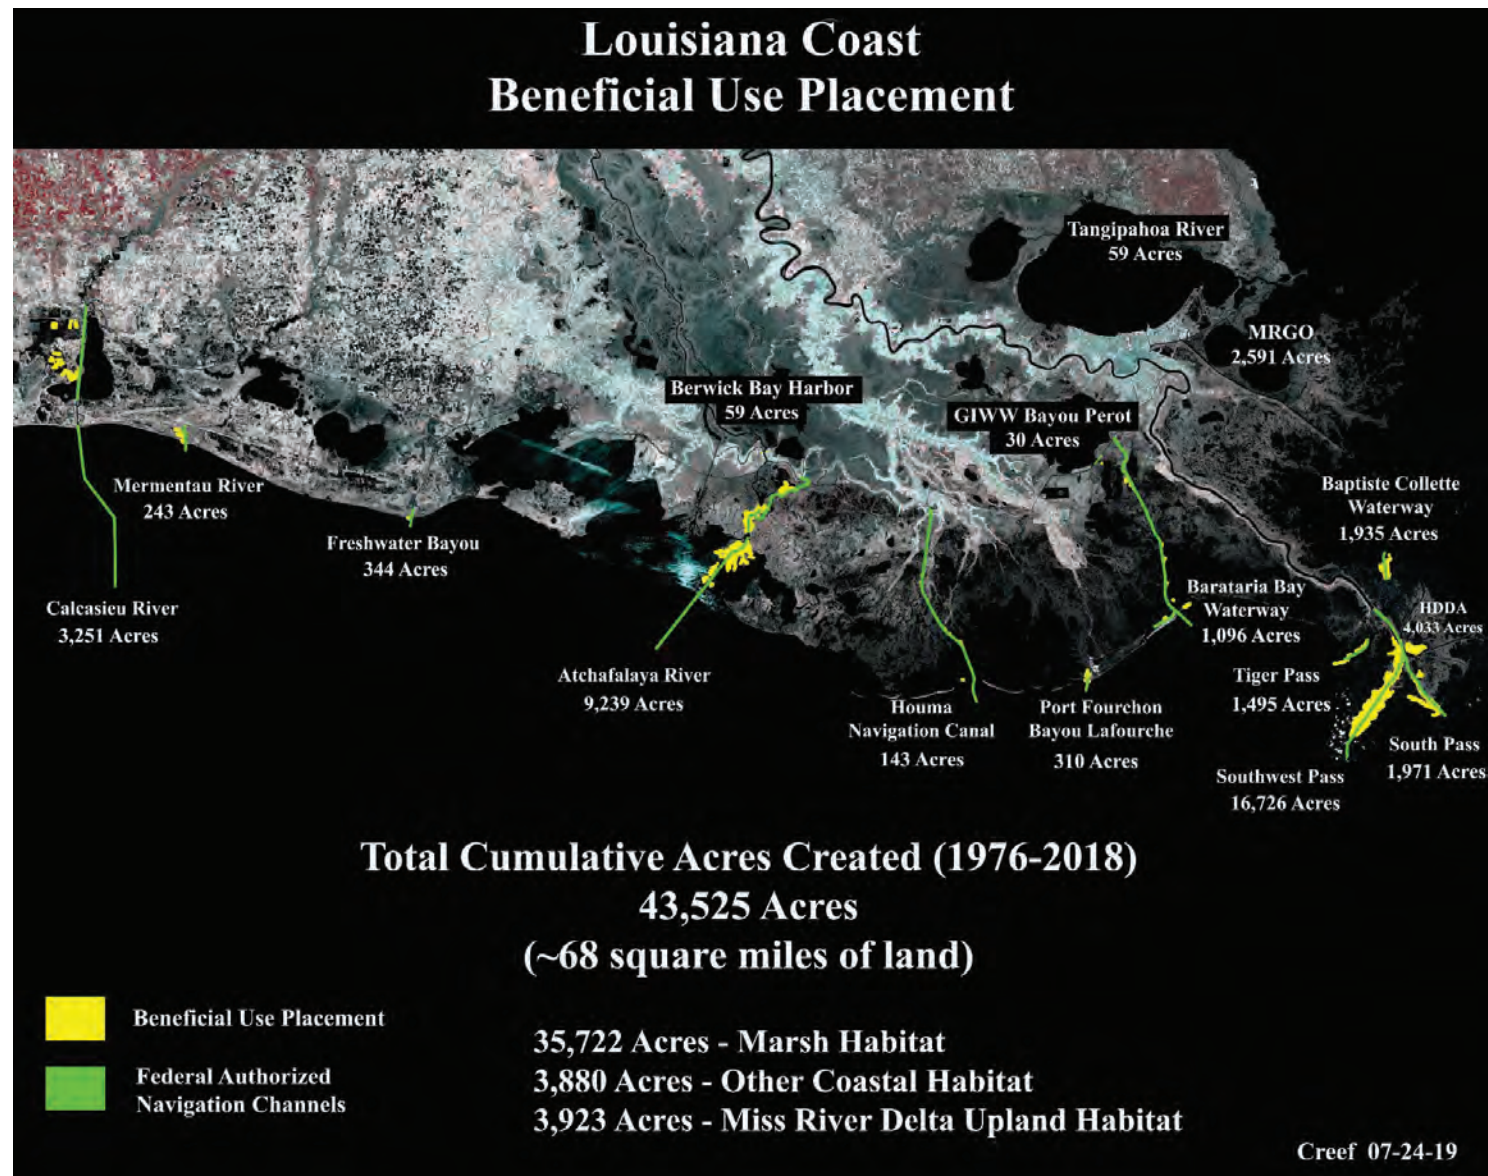 Louisiana Coast
Beneficial Use Placement
Tangipahoa River
59 Acres
MRGO
2,591 Acres
Berwick Bay Harbor
59 Acres
GIWW Bayou Perot
30 Acres
Mermentau River
243 Acres
Freshwater Bayou
344 Acres
Baptiste Collette
Waterway
1,935 Acres
Calcasieu River
3,251 Acres
Barataria Bay
Waterway
1,096 Acres
HDDA
4,033 Acres
Atchafalaya River
9,239 Acres
Tiger Pass
1,495 Acres
Houma
Navigation Canal
143 Acres
Port Fourchon
Bayou Lafourche
310 Acres
South Pass
1,971 Acres
Southwest Pass
16,726 Acres
Total Cumulative Acres Created (1976-2018)
43,525 Acres
(~68 square miles of land)
Beneficial Use Placement
Federal Authorized
Navigation Channels
35,722 Acres - Marsh Habitat
3,880 Acres - Other Coastal Habitat
3,923 Acres - Miss River Delta Upland Habitat
Creef 07-24-19